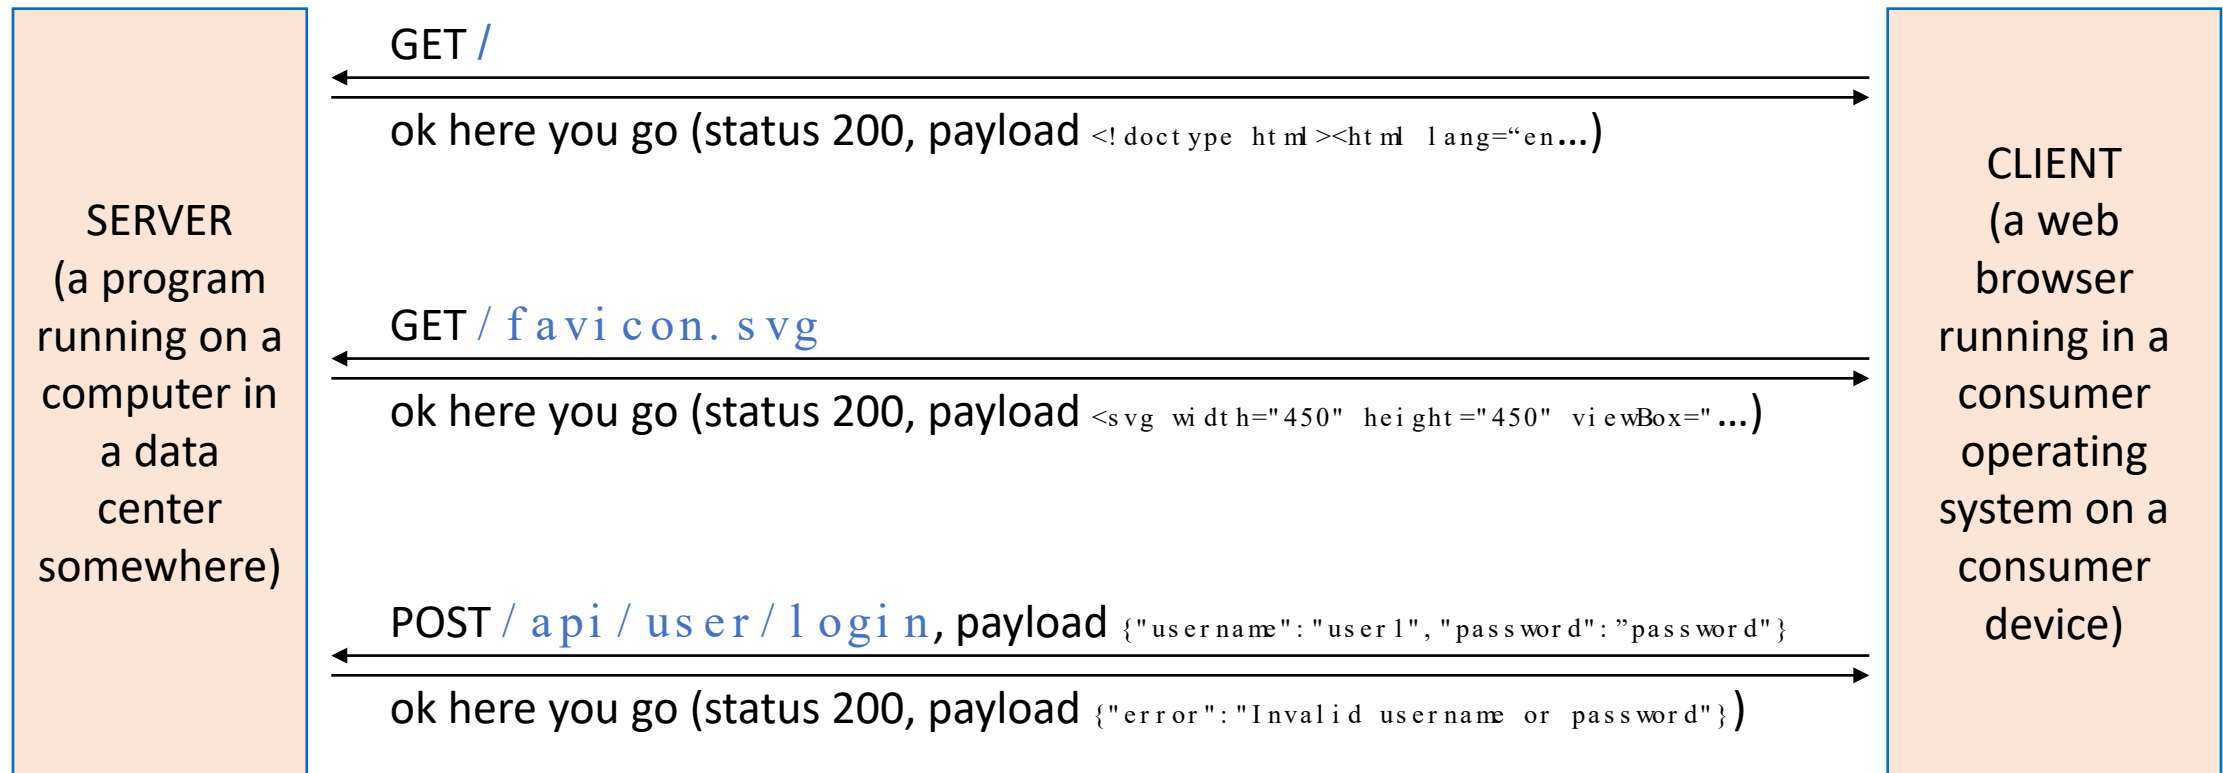 SERVER
(a program
running on a
computer in
a data
center
somewhere)
GET /
ok here you go (status 200, payload <!doctype html><html lang=“en...)
GET /favicon.svg
ok here you go (status 200, payload <svg width="450" height="450" viewBox="...)
POST /api/user/login, payload {"username":"user1","password":”password"}
ok here you go (status 200, payload {"error":"Invalid username or password"})
CLIENT
(a web
browser
running in a
consumer
operating
system on a
consumer
device)